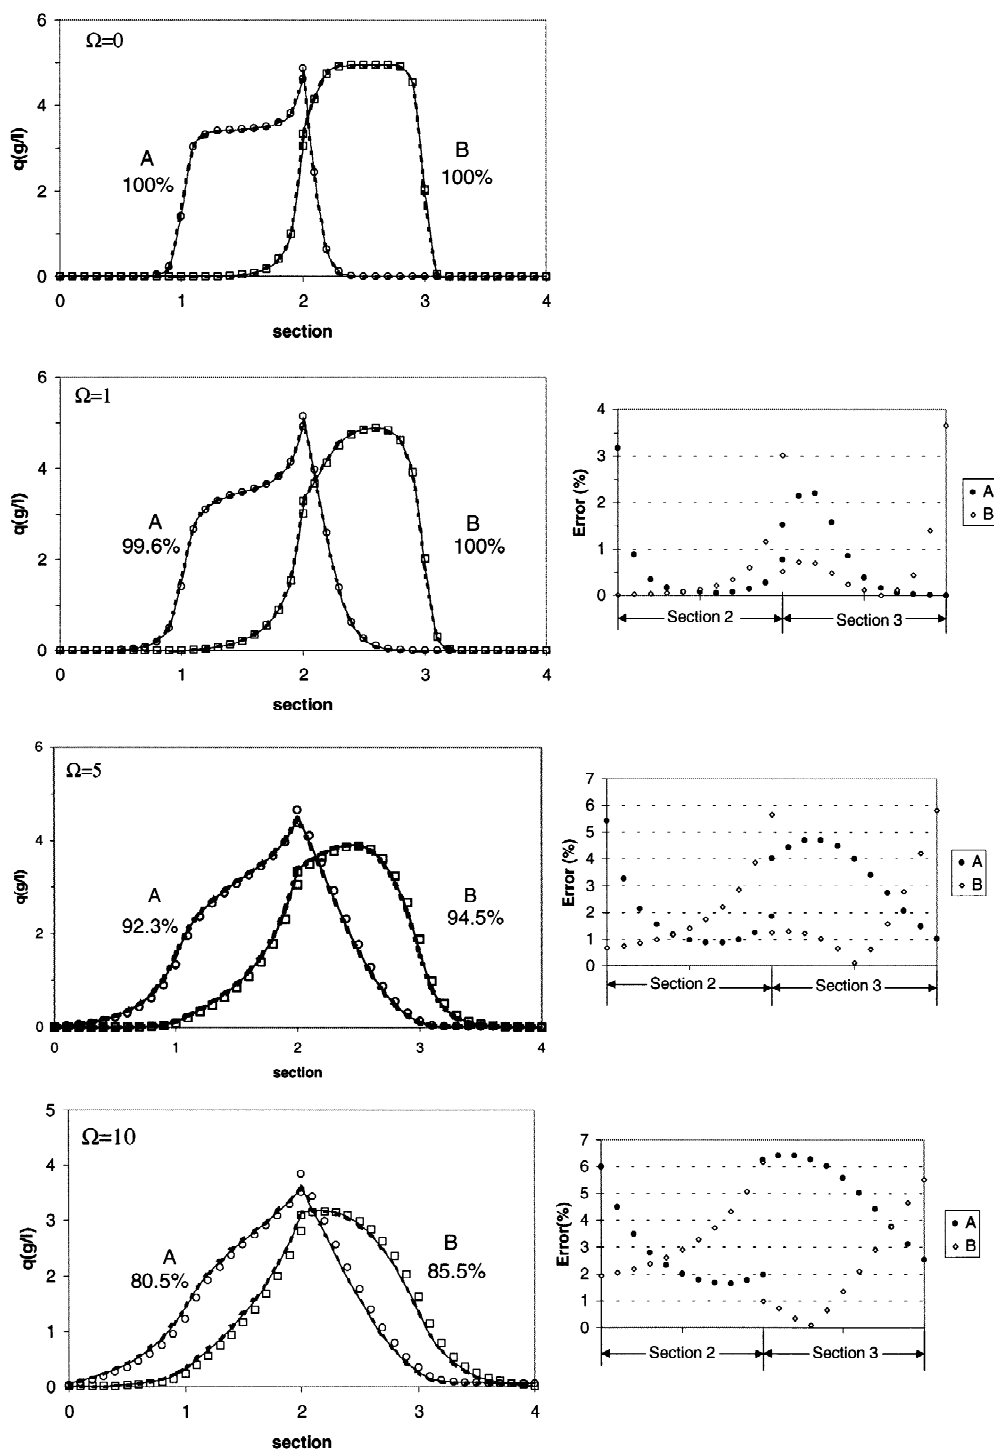 Ω=0
6
4
2
0
q(g/l)
A
100%
B
100%
0 1 2 3 4
section
Ω=1
6
4
2
0
q(g/l)
A
99.6%
B
100%
0 1 2 3 4
section
4
3
2
1
0
Error (%)
Section 2
Section 3
A
B
Ω=5
6
4
2
0
q(g/l)
A
92.3%
B
94.5%
0 1 2 3 4
section
7
6
5
4
3
2
1
0
Error (%)
Section 2
Section 3
A
B
Ω=10
5
4
3
2
1
0
q(g/l)
A
80.5%
B
85.5%
0 1 2 3 4
section
7
6
5
4
3
2
1
0
Error(%)
Section 2
Section 3
A
B